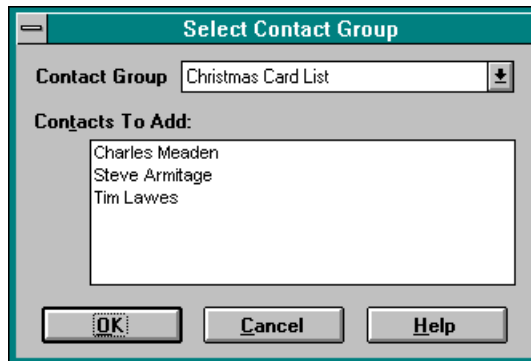 Select Contact Group
Contact Group Christmas Card List
Contacts To Add:
Charles Meaden
Steve Armitage
Tim Lawes
OK Cancel Help